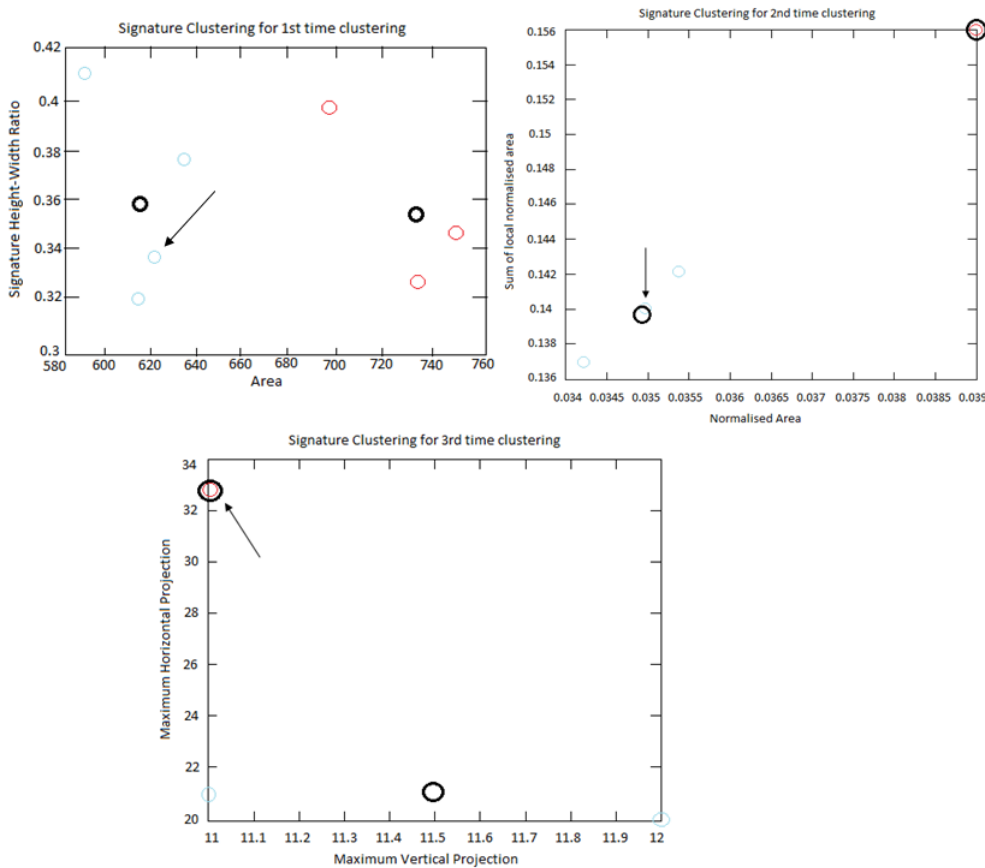 Signature Clustering for 1st time clustering
Signature Height-Width Ratio
0.42
0.4
0.38
0.36
0.34
0.32
0.3
580 600 620 640 660 680 700 720 740 760
Area
Signature Clustering for 2nd time clustering
Sum of local normalised area
0.156
0.154
0.152
0.15
0.148
0.146
0.144
0.142
0.14
0.138
0.136
0.034 0.0345 0.035 0.0355 0.036 0.0365 0.037 0.0375 0.038 0.0385 0.039
Normalised Area
Signature Clustering for 3rd time clustering
Maximum Horizontal Projection
34
32
30
28
26
24
22
21
20
11 11.1 11.2 11.3 11.4 11.5 11.6 11.7 11.8 11.9 12
Maximum Vertical Projection